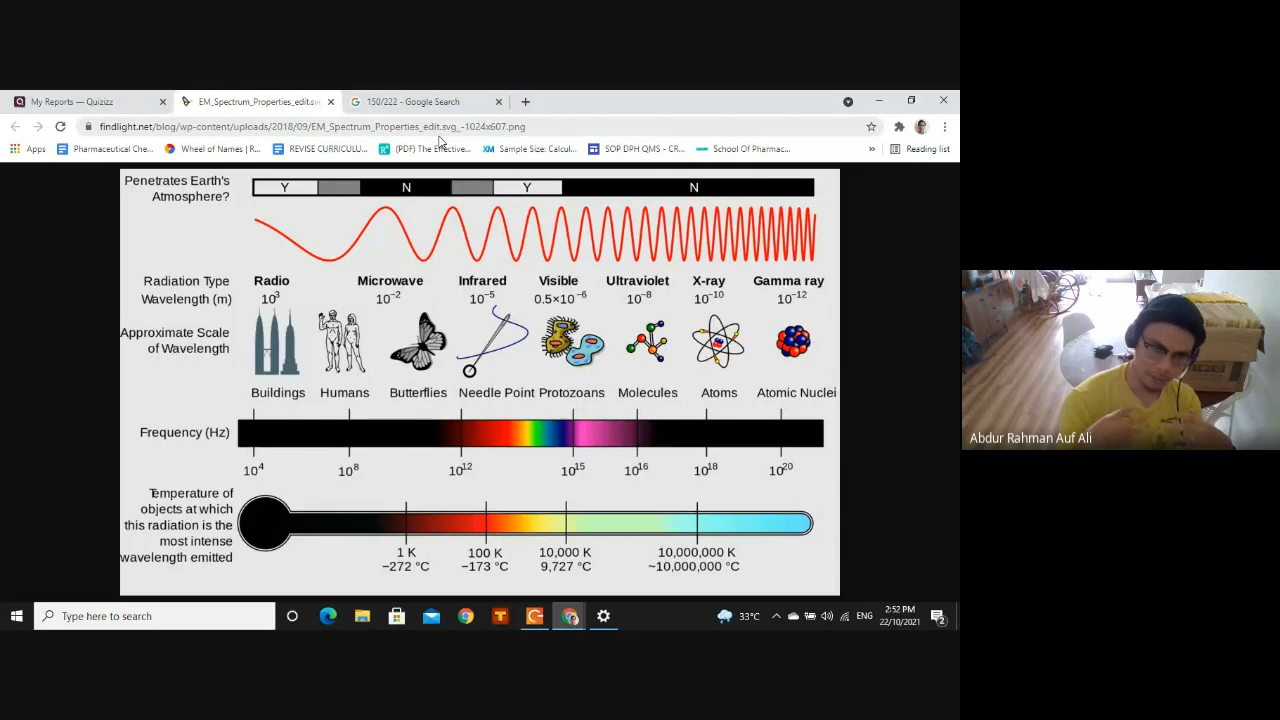 My Reports — Quizizz
EM_Spectrum_Properties_edit.svg
150/222 - Google Search
findlight.net/blog/wp-content/uploads/2018/09/EM_Spectrum_Properties_edit.svg_-1024x607.png
Apps Pharmaceutical Che... Wheel of Names | R... REVISE CURRICULU... (PDF) The Effective... Sample Size: Calcul... SOP DPH QMS - CR... School Of Pharmac... » Reading list
Penetrates Earth's
Atmosphere?
Y N Y N
Radiation Type Radio Microwave Infrared Visible Ultraviolet X-ray Gamma ray
Wavelength (m) 10³ 10⁻² 10⁻⁵ 0.5×10⁻⁶ 10⁻⁸ 10⁻¹⁰ 10⁻¹²
Approximate Scale
of Wavelength
Buildings Humans Butterflies Needle Point Protozoans Molecules Atoms Atomic Nuclei
Frequency (Hz)
10⁴ 10⁸ 10¹² 10¹⁵ 10¹⁶ 10¹⁸ 10²⁰
Temperature of
objects at which
this radiation is the
most intense
wavelength emitted
1 K 100 K 10,000 K 10,000,000 K
−272 °C −173 °C 9,727 °C ~10,000,000 °C
Abdur Rahman Auf Ali
Type here to search
33°C
ENG
2:52 PM
22/10/2021
2